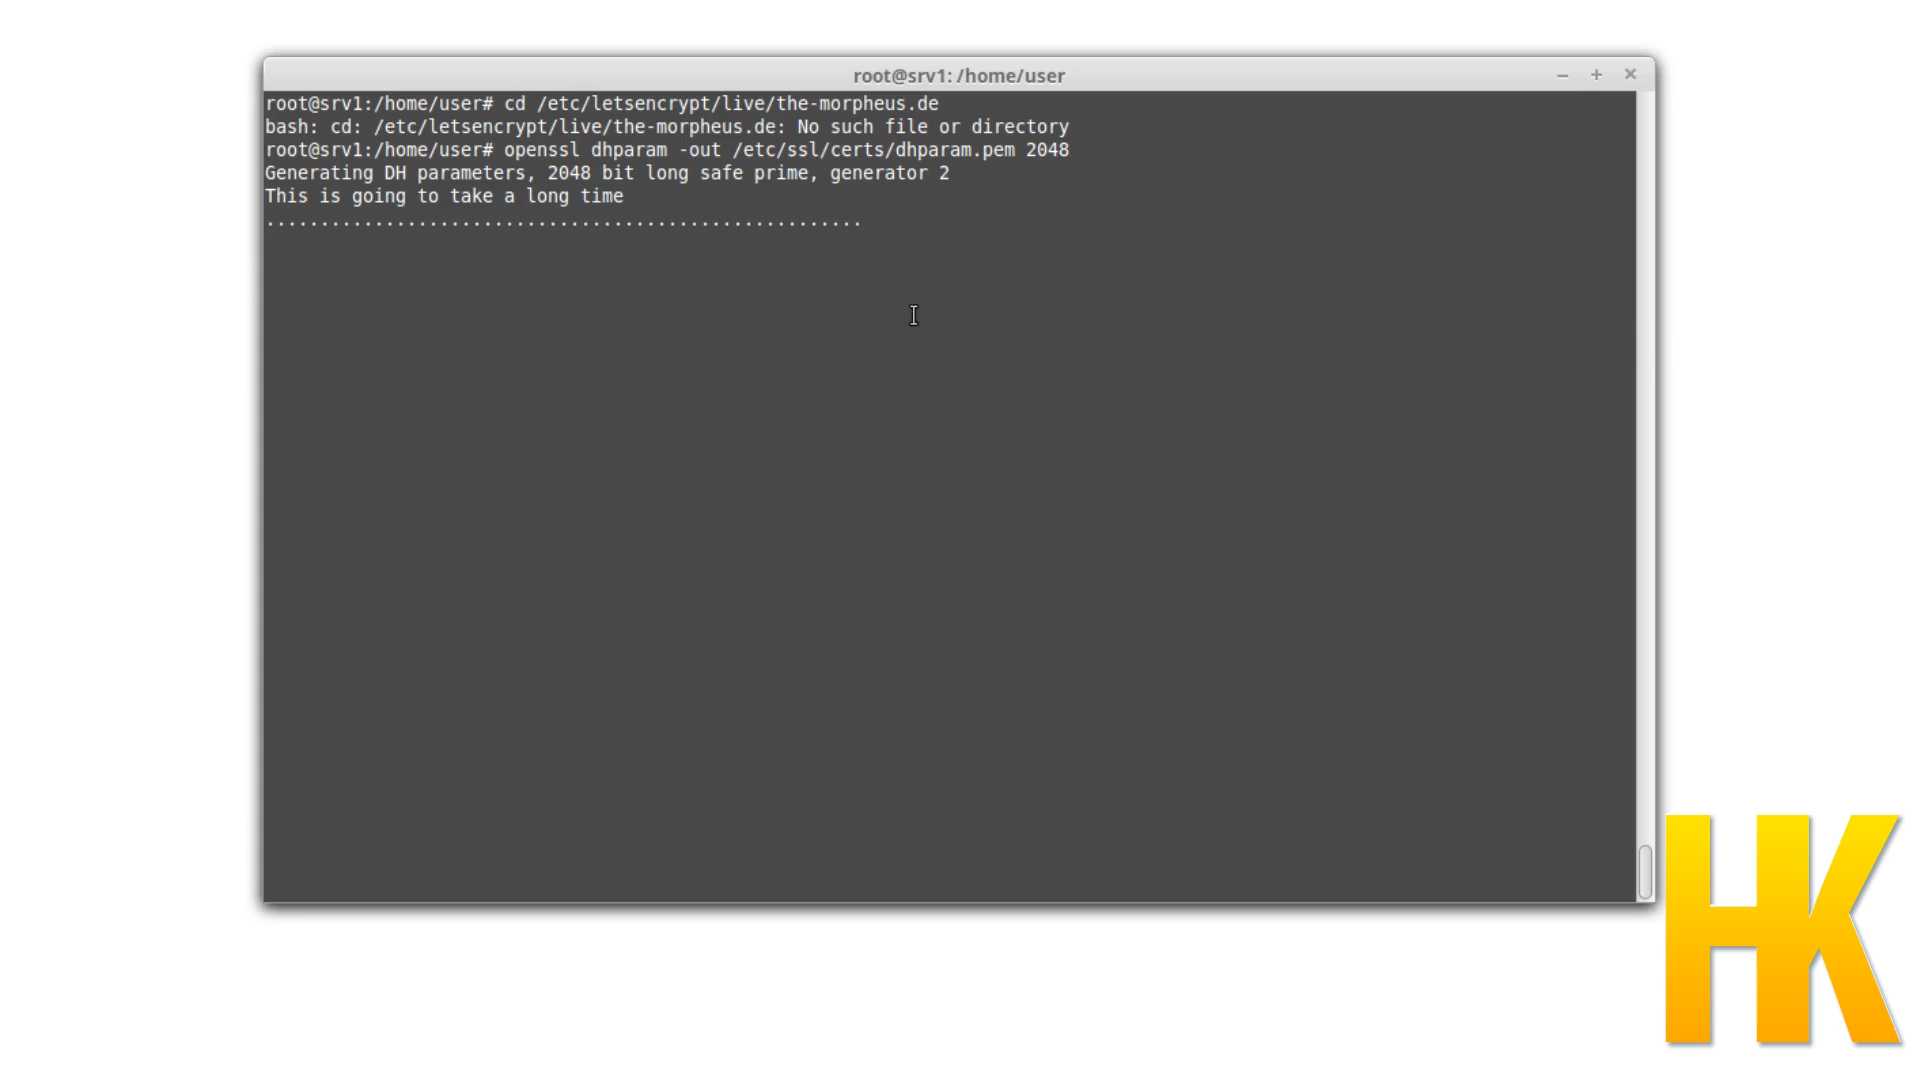 root@srv1: /home/user
root@srv1:/home/user# cd /etc/letsencrypt/live/the-morpheus.de
bash: cd: /etc/letsencrypt/live/the-morpheus.de: No such file or directory
root@srv1:/home/user# openssl dhparam -out /etc/ssl/certs/dhparam.pem 2048
Generating DH parameters, 2048 bit long safe prime, generator 2
This is going to take a long time
.......................................................
HK